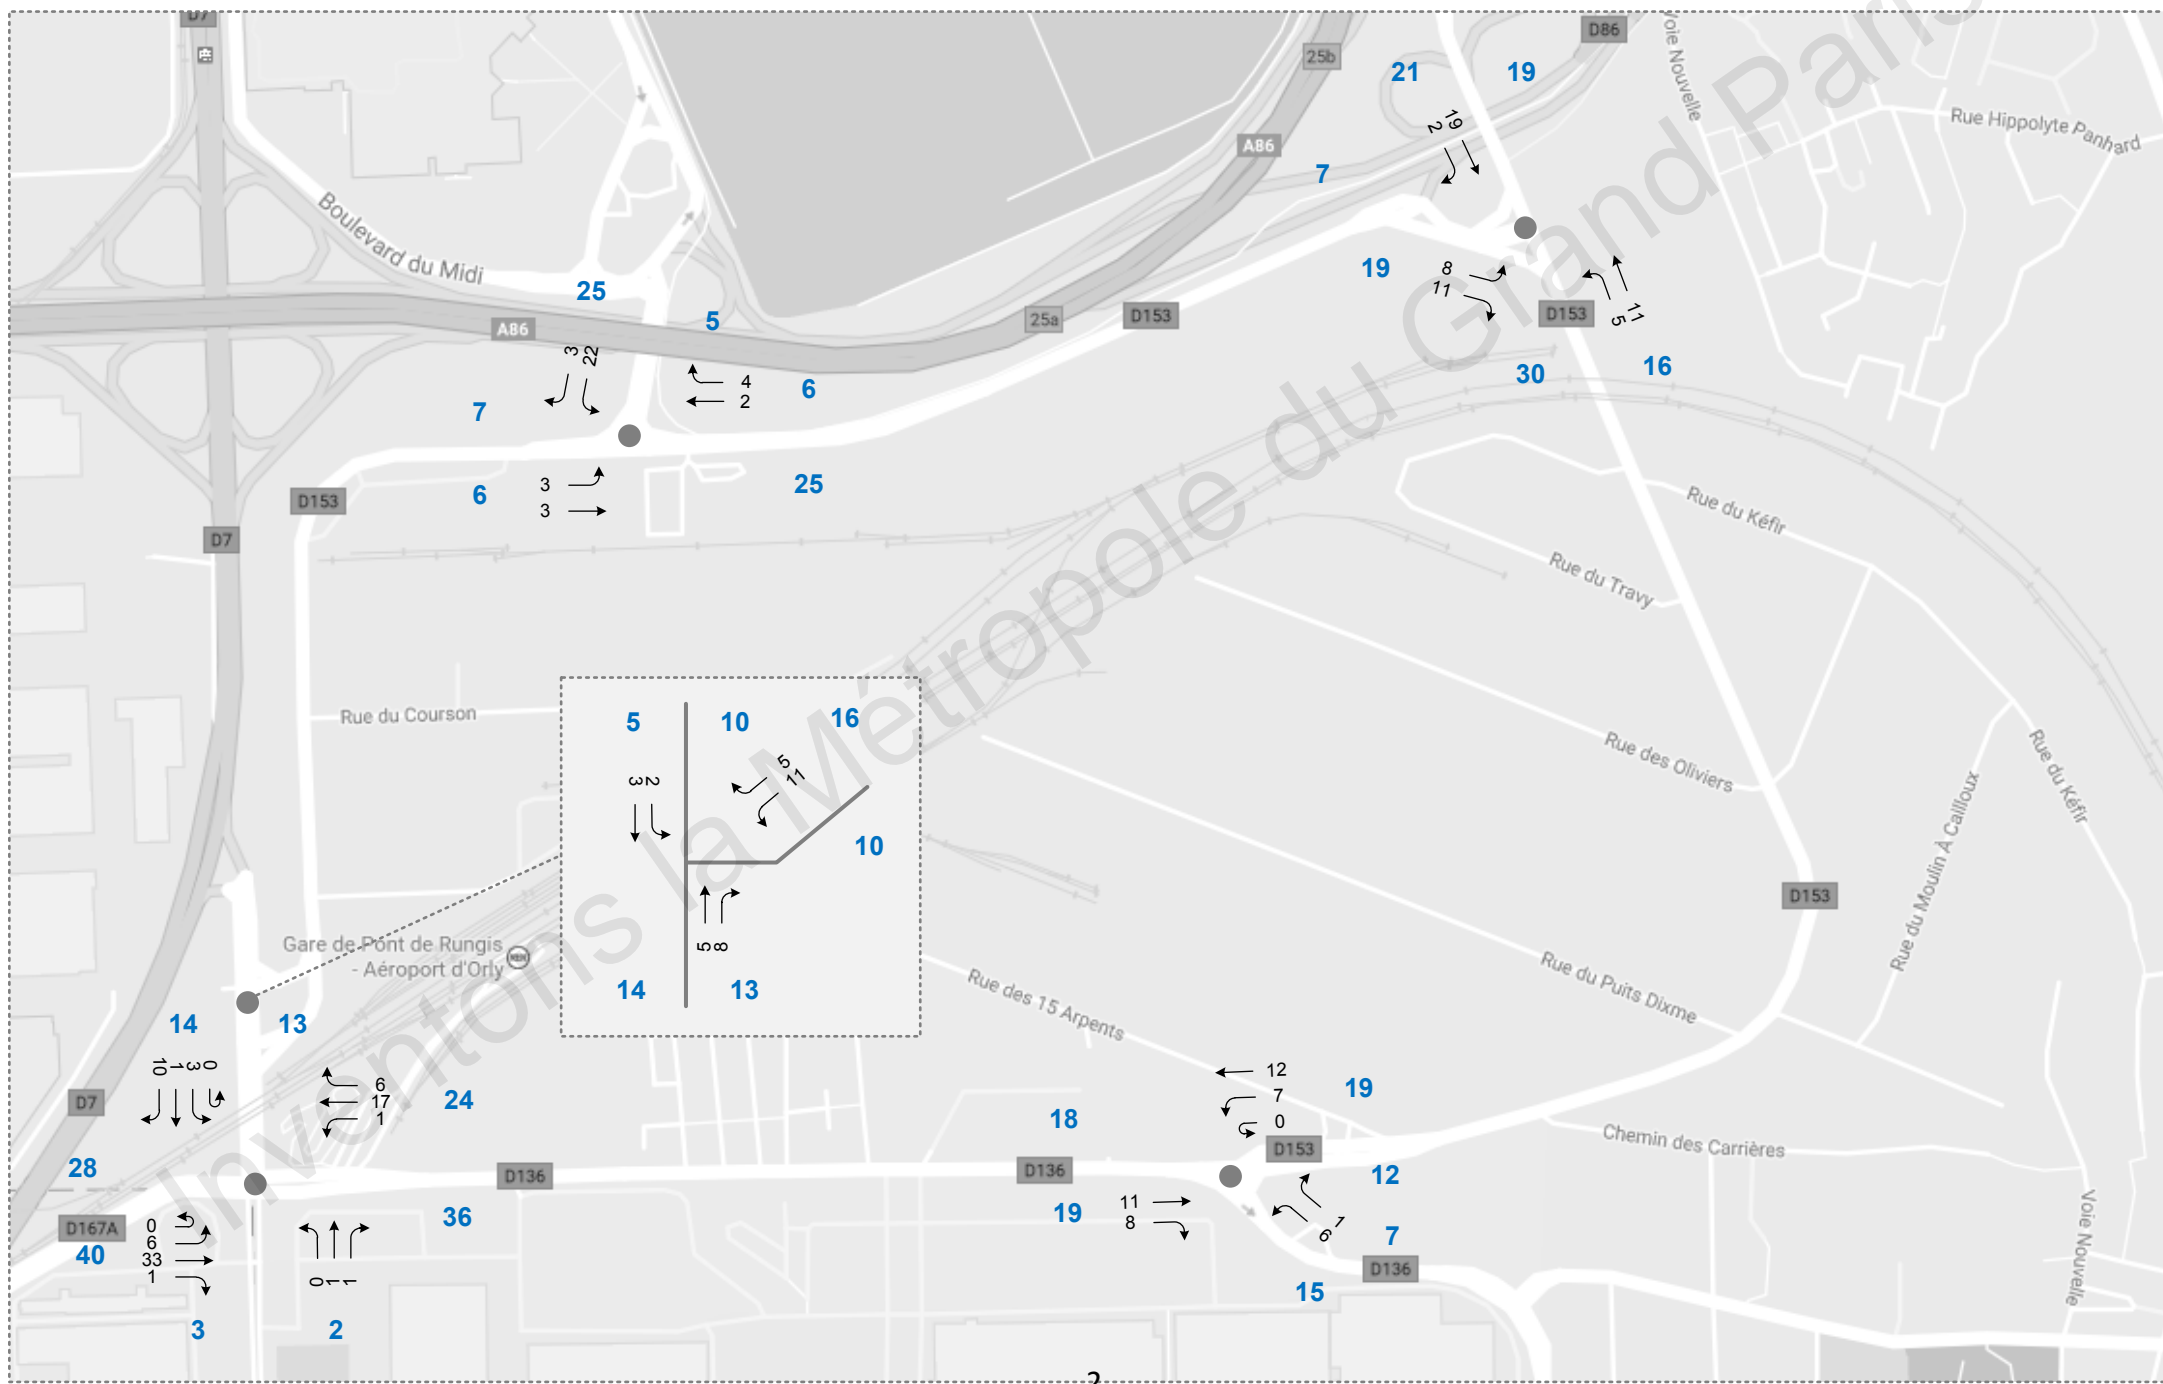 D7
25b
D86
21
19
Voie Nouvelle
Rue Hippolyte Panhard
A86
19
2
7
Boulevard du Midi
25
5
A86
25a
D153
19
8
11
D153
11
5
3
22
4
2
6
30
16
7
D153
6
3
3
25
D7
Rue du Kéfir
Rue du Travy
Rue du Courson
5
10
16
3
2
5
11
10
5
8
14
13
Rue des Oliviers
Rue du Kéfir
Rue du Moulin À Cailloux
D153
Gare de Pont de Rungis
- Aéroport d'Orly
Rue des 15 Arpents
Rue du Puits Dixme
14
13
10
1
3
0
6
17
1
24
D7
12
7
0
19
18
28
D136
D136
D153
12
Chemin des Carrières
D167A
40
0
6
33
1
36
0
1
1
19
11
8
1
6
7
D136
15
Voie Nouvelle
3
2
2
Inventons la Métropole du Grand Paris